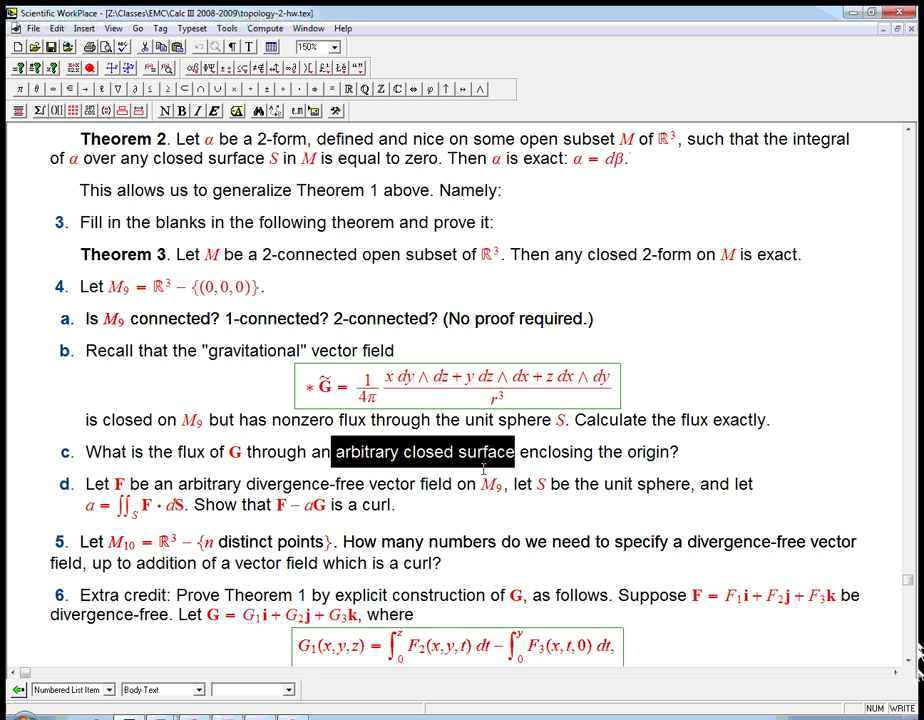 Scientific WorkPlace - [Z:\Classes\EMC\Calc III 2008-2009\topology-2-hw.tex]
File Edit Insert View Go Tag Typeset Tools Compute Window Help
150%
Theorem 2. Let α be a 2-form, defined and nice on some open subset M of ℝ³, such that the integral
of α over any closed surface S in M is equal to zero. Then α is exact: α = dβ.
This allows us to generalize Theorem 1 above. Namely:
3. Fill in the blanks in the following theorem and prove it:
Theorem 3. Let M be a 2-connected open subset of ℝ³. Then any closed 2-form on M is exact.
4. Let M₉ = ℝ³ − {(0,0,0)}.
a. Is M₉ connected? 1-connected? 2-connected? (No proof required.)
b. Recall that the "gravitational" vector field
∗G̃ = 1/4π (x dy ∧ dz + y dz ∧ dx + z dx ∧ dy)/r³
is closed on M₉ but has nonzero flux through the unit sphere S. Calculate the flux exactly.
c. What is the flux of G through an arbitrary closed surface enclosing the origin?
d. Let F be an arbitrary divergence-free vector field on M₉, let S be the unit sphere, and let
a = ∬_S F · dS. Show that F − aG is a curl.
5. Let M₁₀ = ℝ³ − {n distinct points}. How many numbers do we need to specify a divergence-free vector
field, up to addition of a vector field which is a curl?
6. Extra credit: Prove Theorem 1 by explicit construction of G, as follows. Suppose F = F₁i + F₂j + F₃k be
divergence-free. Let G = G₁i + G₂j + G₃k, where
G₁(x,y,z) = ∫₀ᶻ F₂(x,y,t) dt − ∫₀ʸ F₃(x,t,0) dt,
Numbered List Item Body Text
NUM WRITE